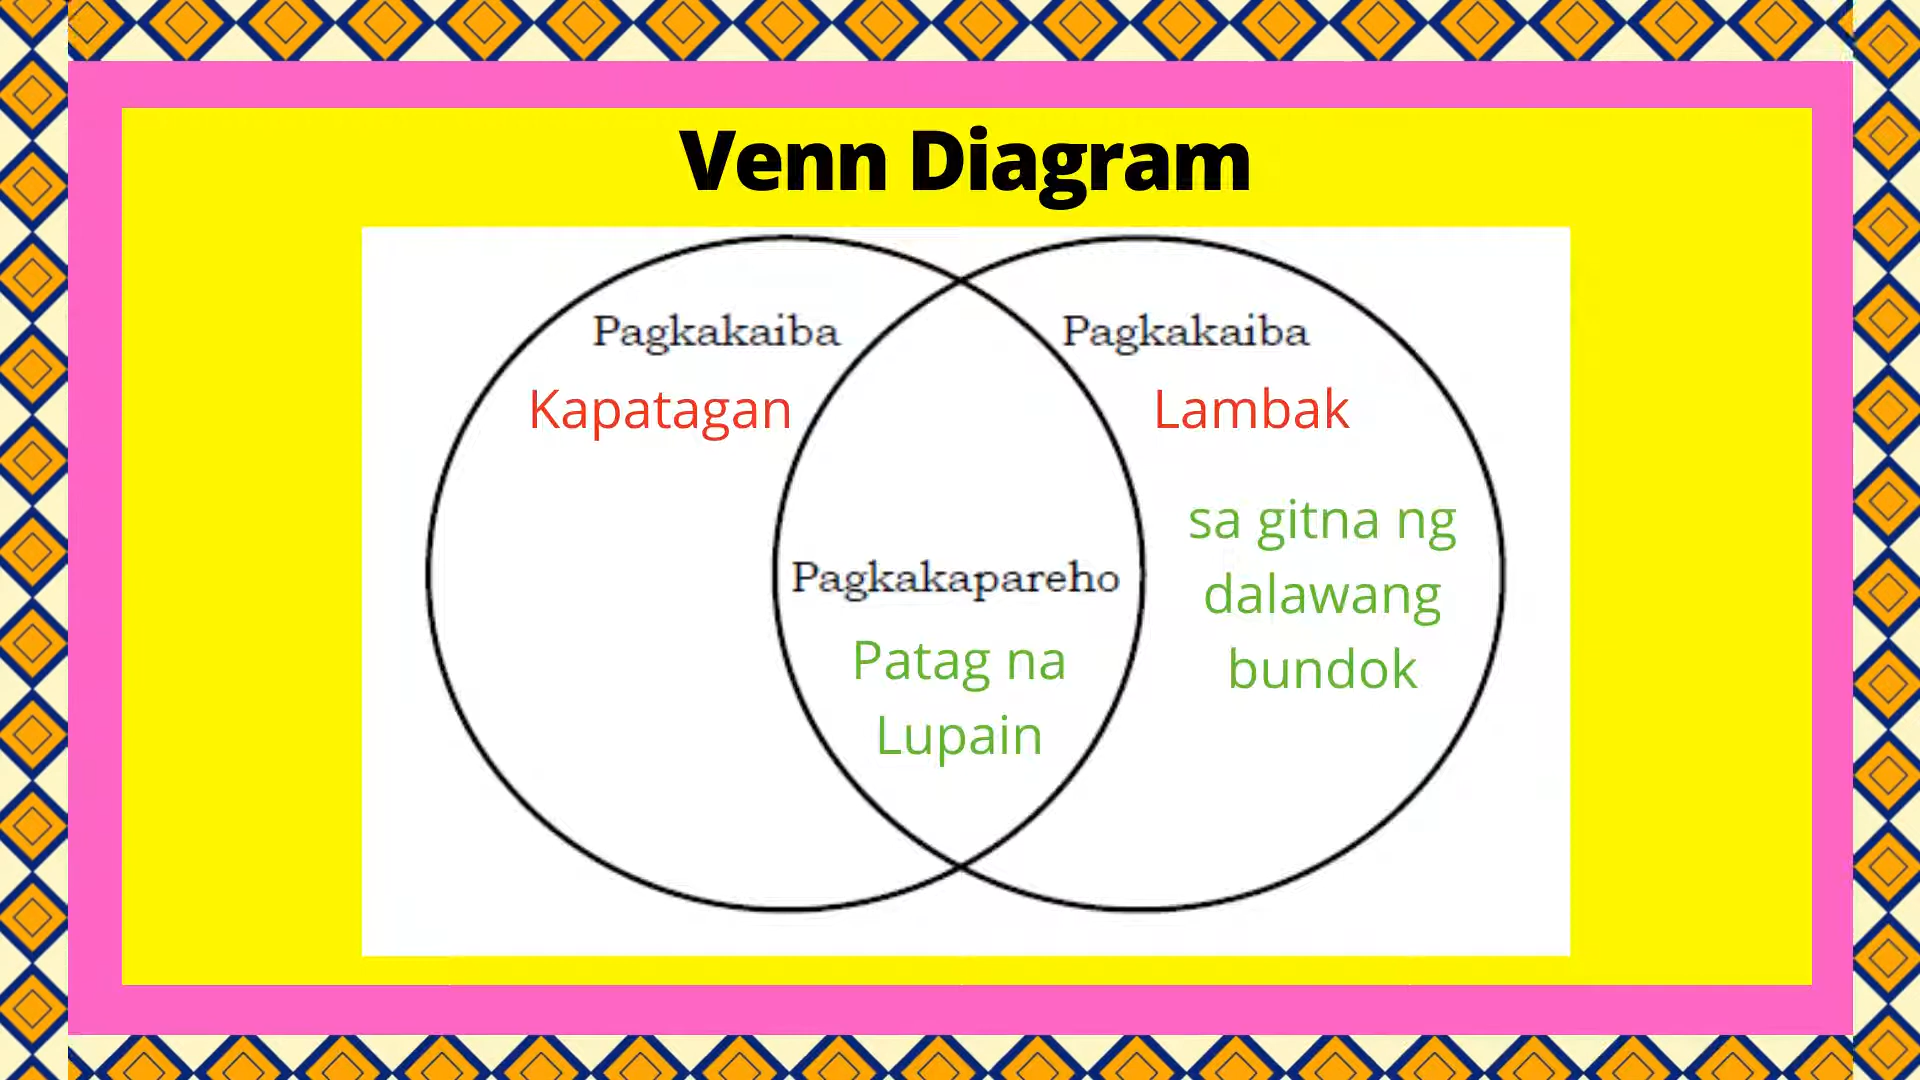 Venn Diagram
Pagkakaiba
Kapatagan
Pagkakapareho
Patag na
Lupain
Pagkakaiba
Lambak
sa gitna ng
dalawang
bundok